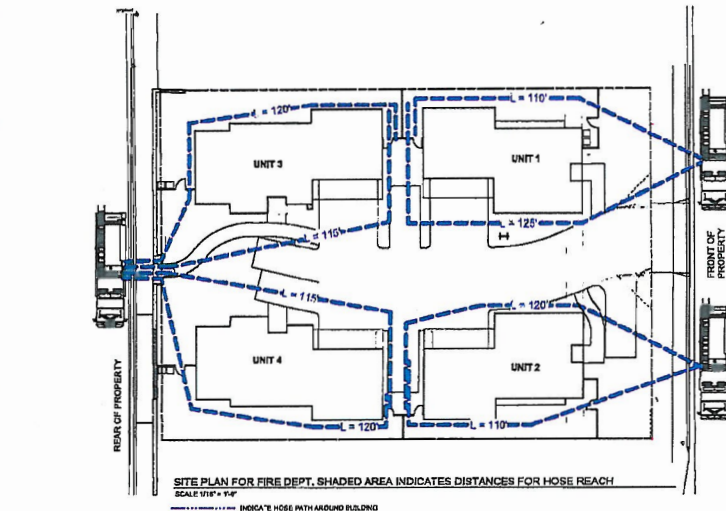 L = 120'
L = 110'
UNIT 3
UNIT 1
L = 115'
L = 125'
FRONT OF
PROPERTY
L = 115'
L = 120'
UNIT 4
UNIT 2
REAR OF PROPERTY
L = 120'
L = 110'
SITE PLAN FOR FIRE DEPT. SHADED AREA INDICATES DISTANCES FOR HOSE REACH
SCALE 1/16" = 1'-0"
INDICATE HOSE PATH AROUND BUILDING